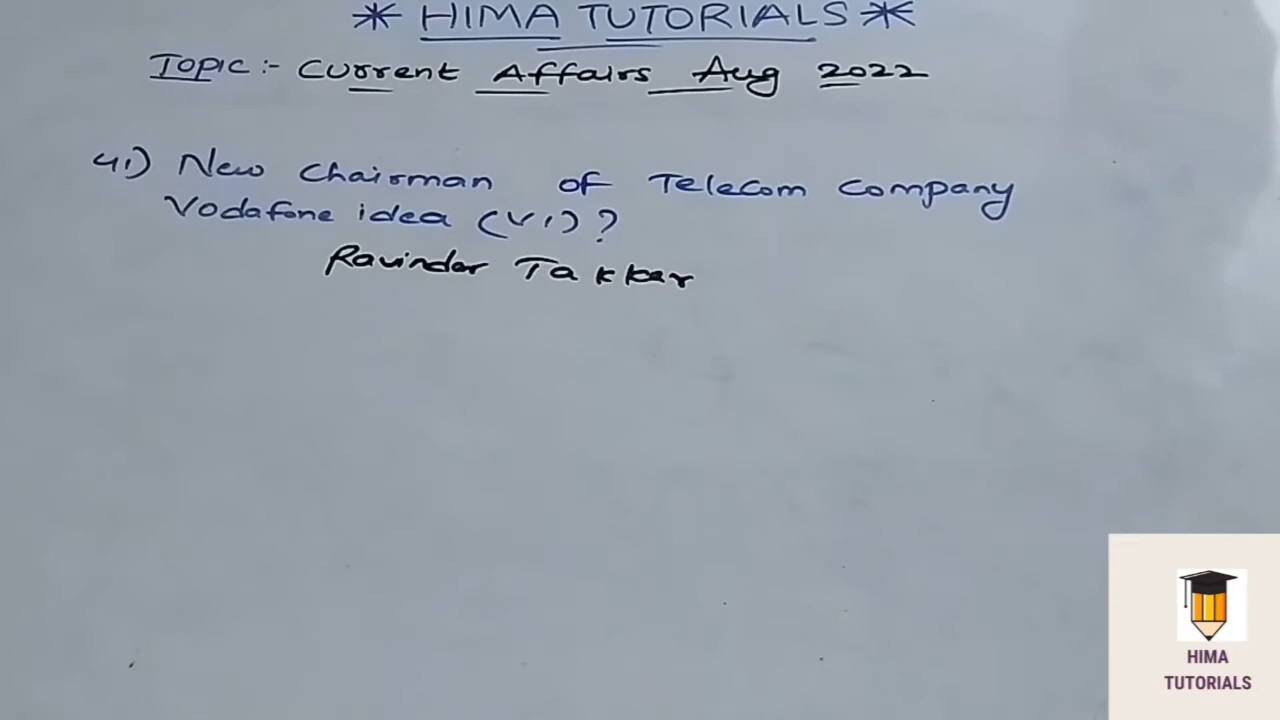 * HIMA TUTORIALS *
Topic:- Current Affairs Aug 2022
41) New Chairman of Telecom Company
Vodafone idea (VI)?
Ravinder Takkar
HIMA
TUTORIALS